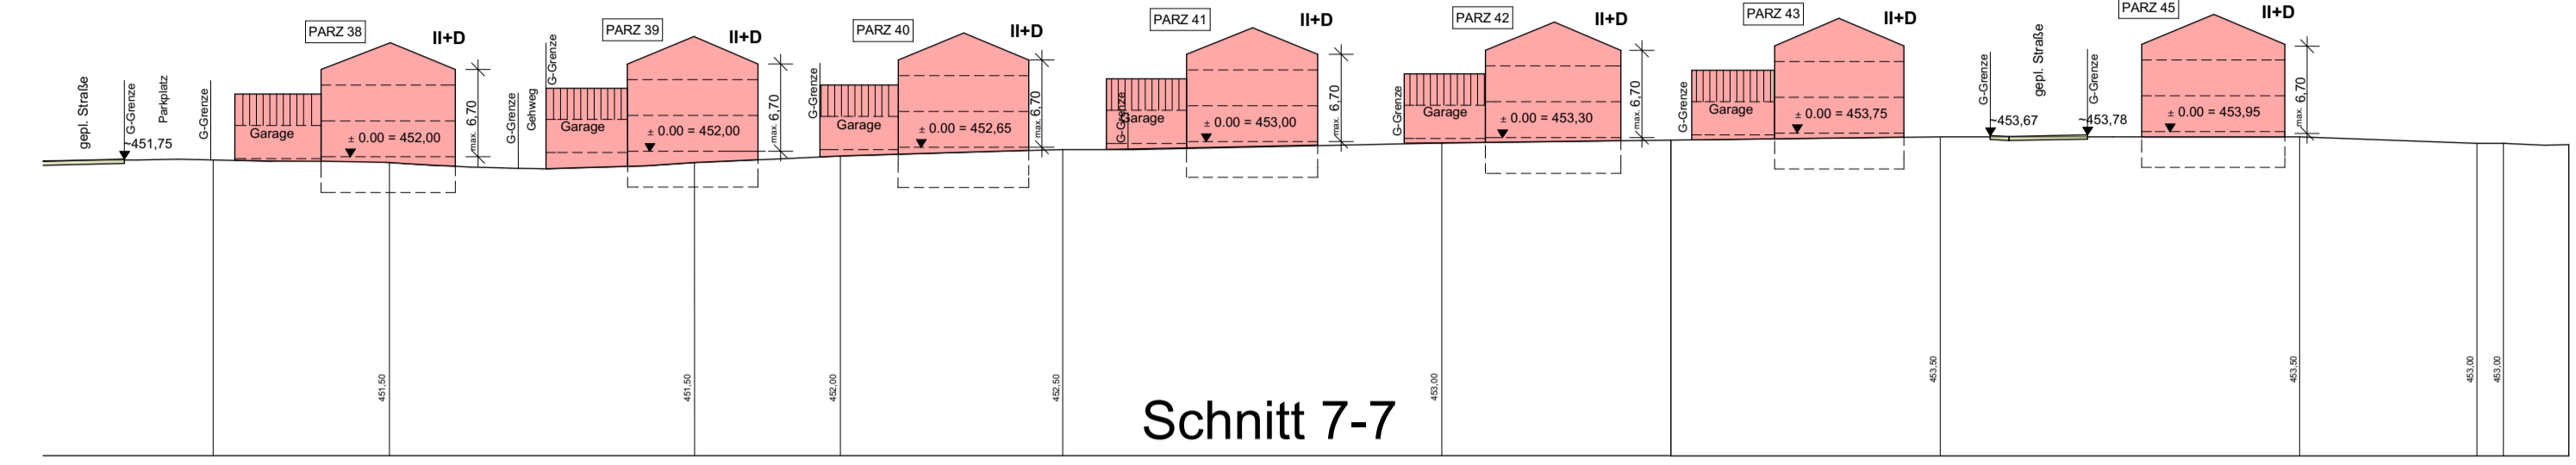 PARZ 38
II+D
PARZ 39
II+D
PARZ 40
II+D
PARZ 41
II+D
PARZ 42
II+D
PARZ 43
II+D
PARZ 45
II+D
gepl. Straße
G-Grenze
~451,75
Parkplatz
G-Grenze
Garage
± 0.00 = 452,00
max. 6,70
G-Grenze
Gehweg
G-Grenze
Garage
± 0.00 = 452,00
max. 6,70
G-Grenze
Garage
± 0.00 = 452,65
max. 6,70
G-Grenze
Garage
± 0.00 = 453,00
max. 6,70
G-Grenze
Garage
± 0.00 = 453,30
max. 6,70
G-Grenze
Garage
± 0.00 = 453,75
G-Grenze
~453,67
gepl. Straße
G-Grenze
~453,78
± 0.00 = 453,95
max. 6,70
451,50
451,50
452,00
452,50
453,00
453,50
453,50
453,00
453,00
Schnitt 7-7